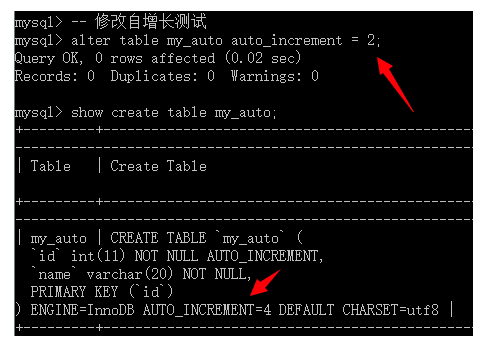 mysql> -- 修改自增长测试
mysql> alter table my_auto auto_increment = 2;
Query OK, 0 rows affected (0.02 sec)
Records: 0  Duplicates: 0  Warnings: 0
mysql> show create table my_auto;
+---------+------------------------------------------------
-----------------------------------------------------------
| Table   | Create Table
+---------+------------------------------------------------
-----------------------------------------------------------
| my_auto | CREATE TABLE `my_auto` (
  `id` int(11) NOT NULL AUTO_INCREMENT,
  `name` varchar(20) NOT NULL,
  PRIMARY KEY (`id`)
) ENGINE=InnoDB AUTO_INCREMENT=4 DEFAULT CHARSET=utf8 |
+---------+------------------------------------------------